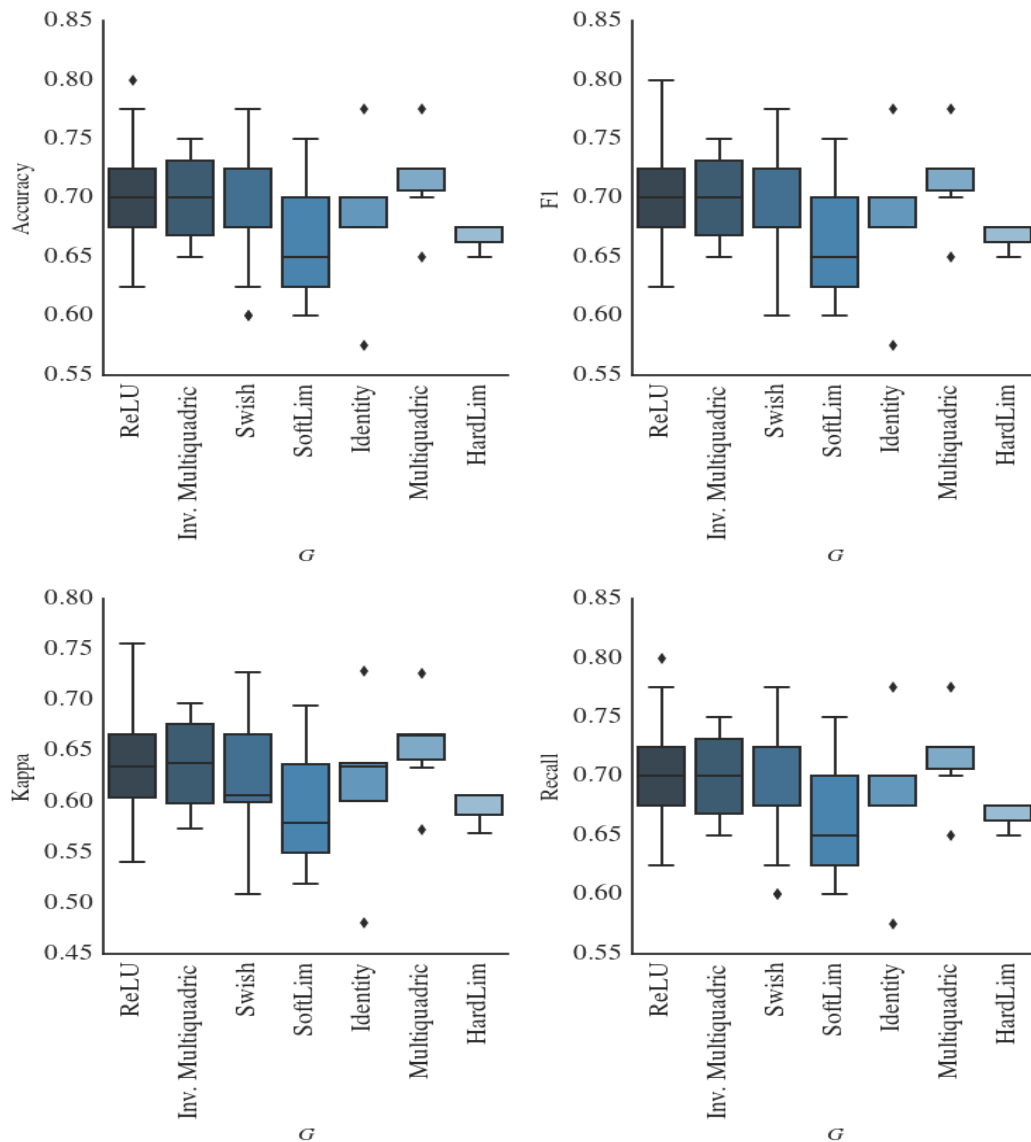 0.85
0.80
0.75
0.70
0.65
0.60
0.55
Accuracy
ReLU
Inv. Multiquadric
Swish
SoftLim
Identity
Multiquadric
HardLim
G
0.85
0.80
0.75
0.70
0.65
0.60
0.55
F1
ReLU
Inv. Multiquadric
Swish
SoftLim
Identity
Multiquadric
HardLim
G
0.80
0.75
0.70
0.65
0.60
0.55
0.50
0.45
Kappa
ReLU
Inv. Multiquadric
Swish
SoftLim
Identity
Multiquadric
HardLim
G
0.85
0.80
0.75
0.70
0.65
0.60
0.55
Recall
ReLU
Inv. Multiquadric
Swish
SoftLim
Identity
Multiquadric
HardLim
G